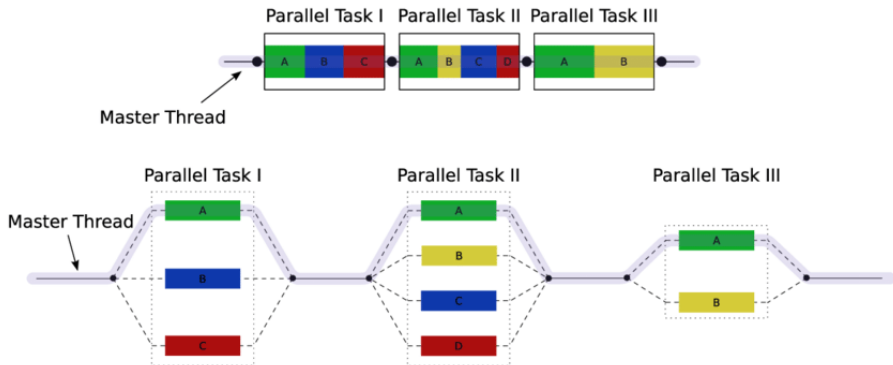 Parallel Task I
Parallel Task II
Parallel Task III
A B C
A B C D
A B
Master Thread
Parallel Task I
Parallel Task II
Parallel Task III
Master Thread
A
B
C
A
B
C
D
A
B